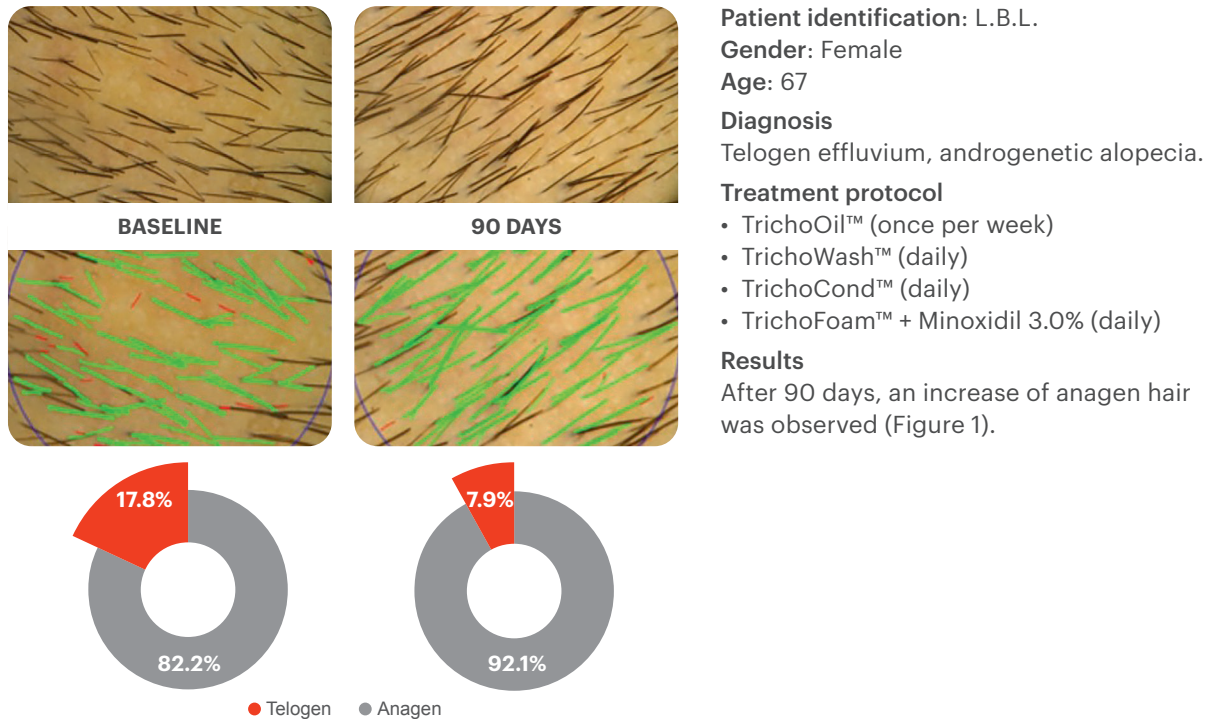 Patient identification: L.B.L.
Gender: Female
Age: 67
Diagnosis
Telogen effluvium, androgenetic alopecia.
Treatment protocol
• TrichoOil™ (once per week)
• TrichoWash™ (daily)
• TrichoCond™ (daily)
• TrichoFoam™ + Minoxidil 3.0% (daily)
Results
After 90 days, an increase of anagen hair
was observed (Figure 1).
BASELINE
90 DAYS
17.8%
82.2%
7.9%
92.1%
Telogen
Anagen